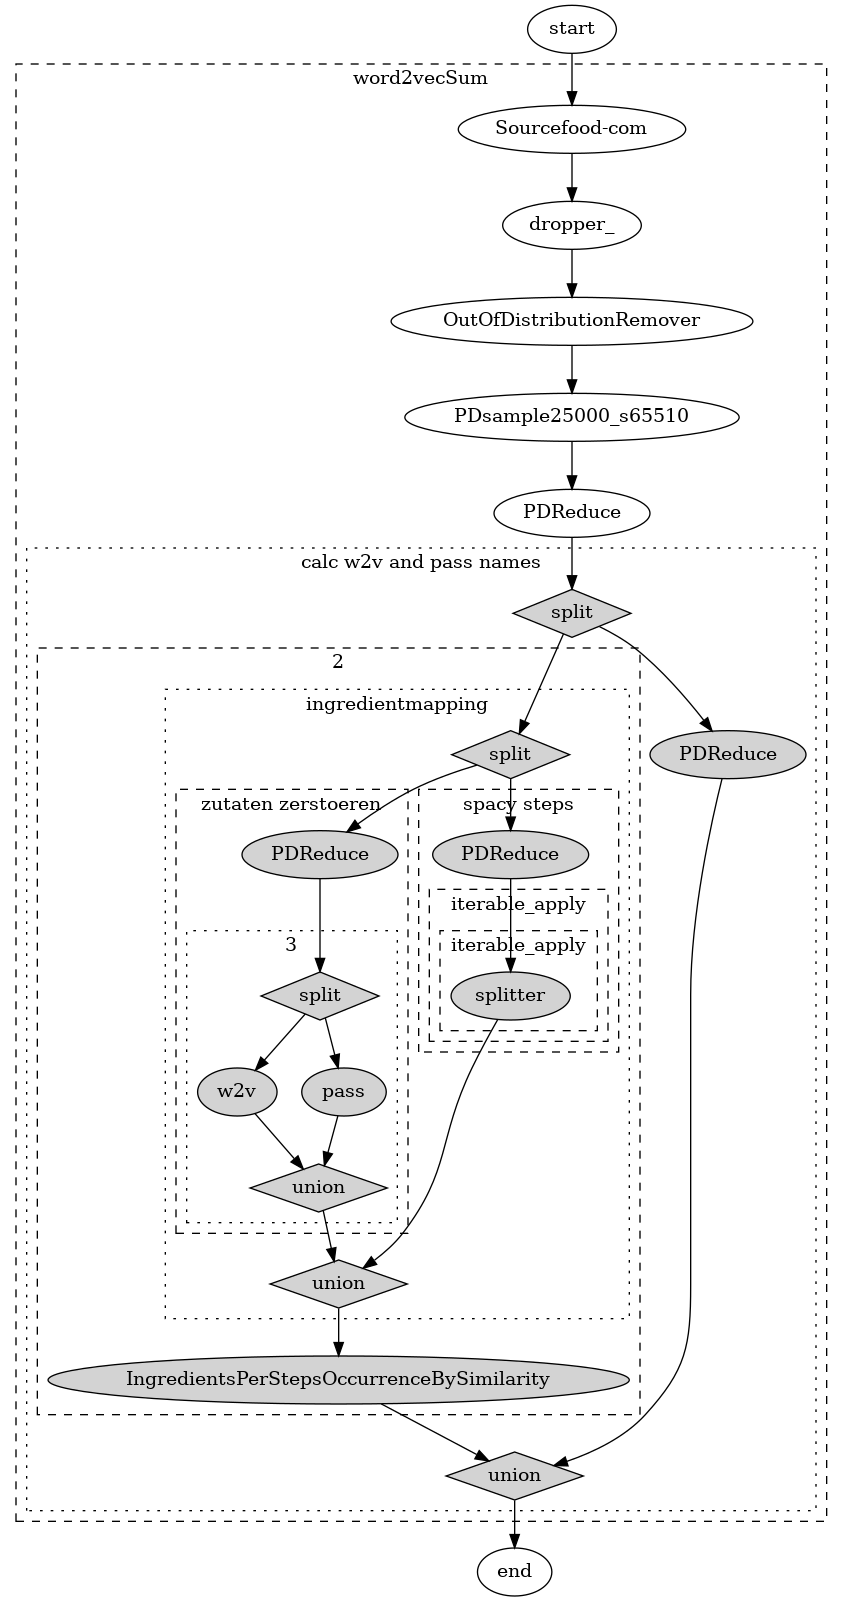 start
word2vecSum
Sourcefood-com
dropper_
OutOfDistributionRemover
PDsample25000_s65510
PDReduce
calc w2v and pass names
split
2
ingredientmapping
split
PDReduce
zutaten zerstoeren
spacy steps
PDReduce
PDReduce
iterable_apply
3
iterable_apply
split
splitter
w2v
pass
union
union
IngredientsPerStepsOccurrenceBySimilarity
union
end